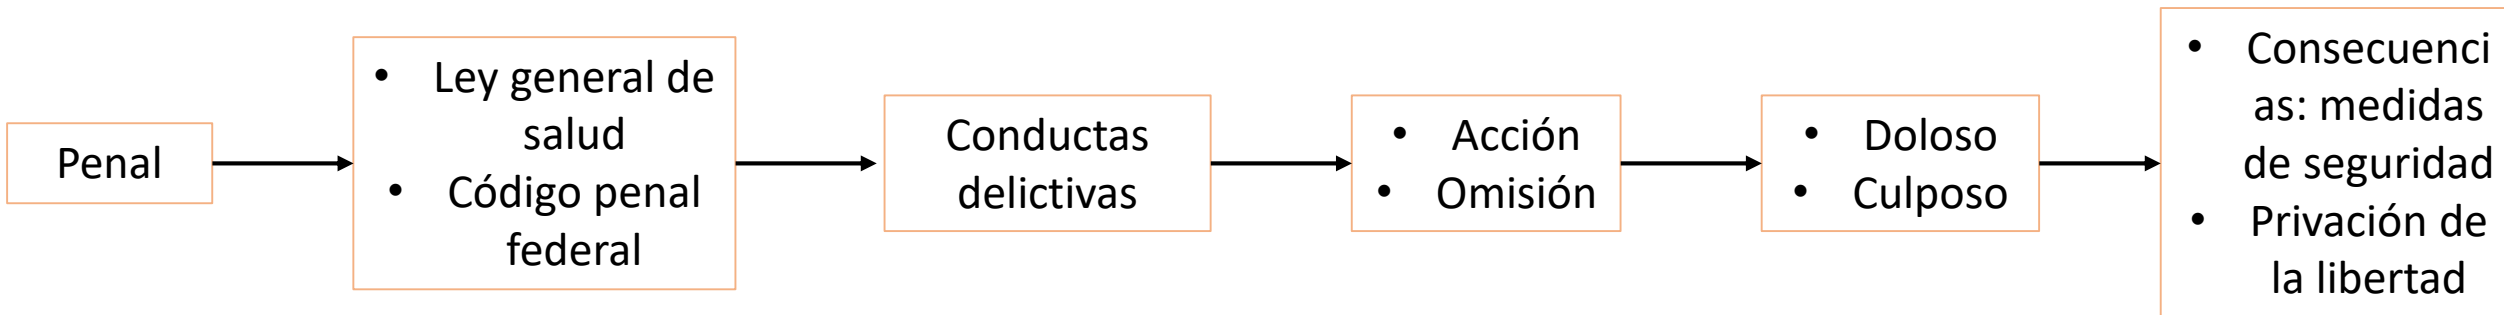 Penal
• Ley general de
salud
• Código penal
federal
Conductas
delictivas
• Acción
• Omisión
• Doloso
• Culposo
• Consecuenci
as: medidas
de seguridad
• Privación de
la libertad